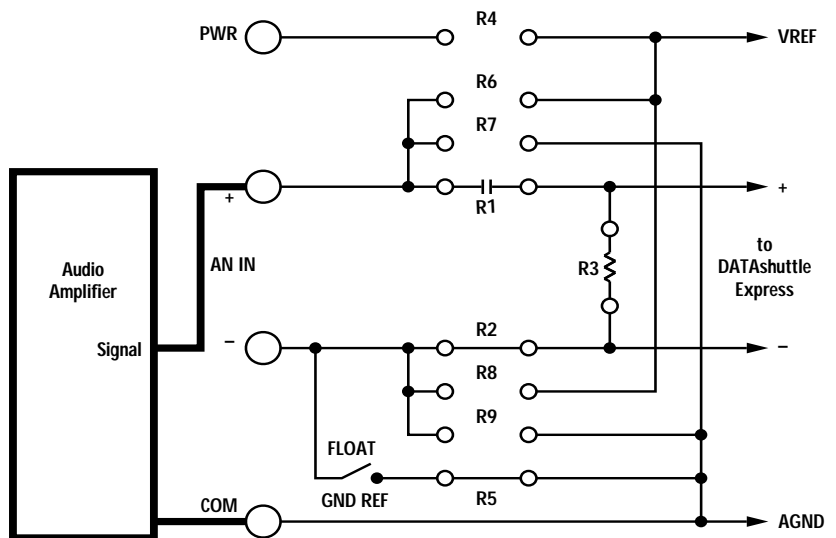 PWR
R4
VREF
R6
R7
+
R1
+
AN IN
Audio
Amplifier
R3
to
DATAshuttle
Express
Signal
−
R2
−
R8
R9
FLOAT
GND REF
R5
COM
AGND